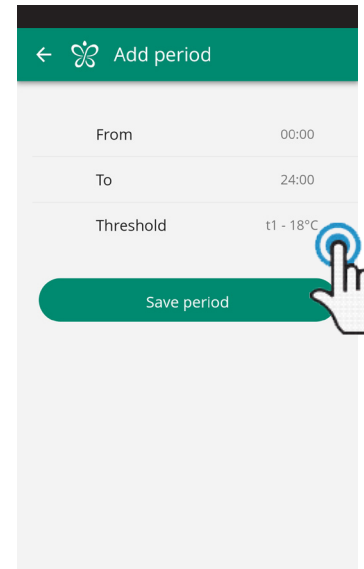 Add period
From 00:00
To 24:00
Threshold t1 - 18°C
Save period